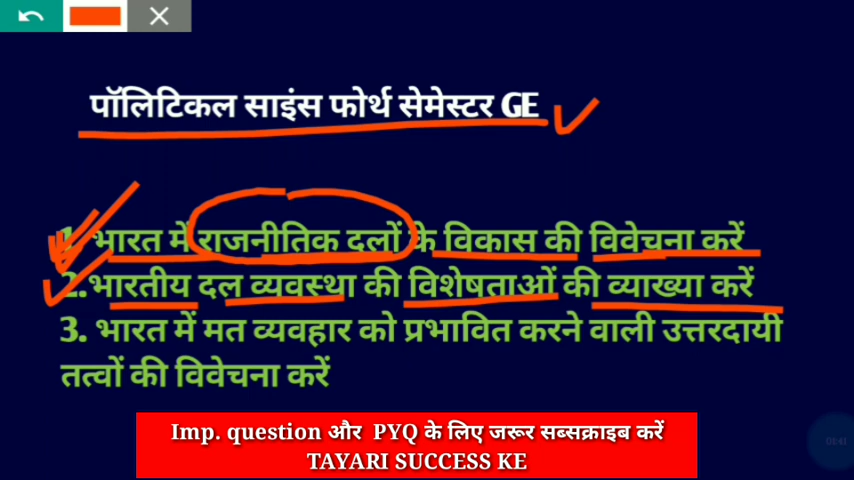 पॉलिटिकल साइंस फोर्थ सेमेस्टर GE
1. भारत में राजनीतिक दलों के विकास की विवेचना करें
2.भारतीय दल व्यवस्था की विशेषताओं की व्याख्या करें
3. भारत में मत व्यवहार को प्रभावित करने वाली उत्तरदायी
तत्वों की विवेचना करें
Imp. question और PYQ के लिए जरूर सब्सक्राइब करें
TAYARI SUCCESS KE